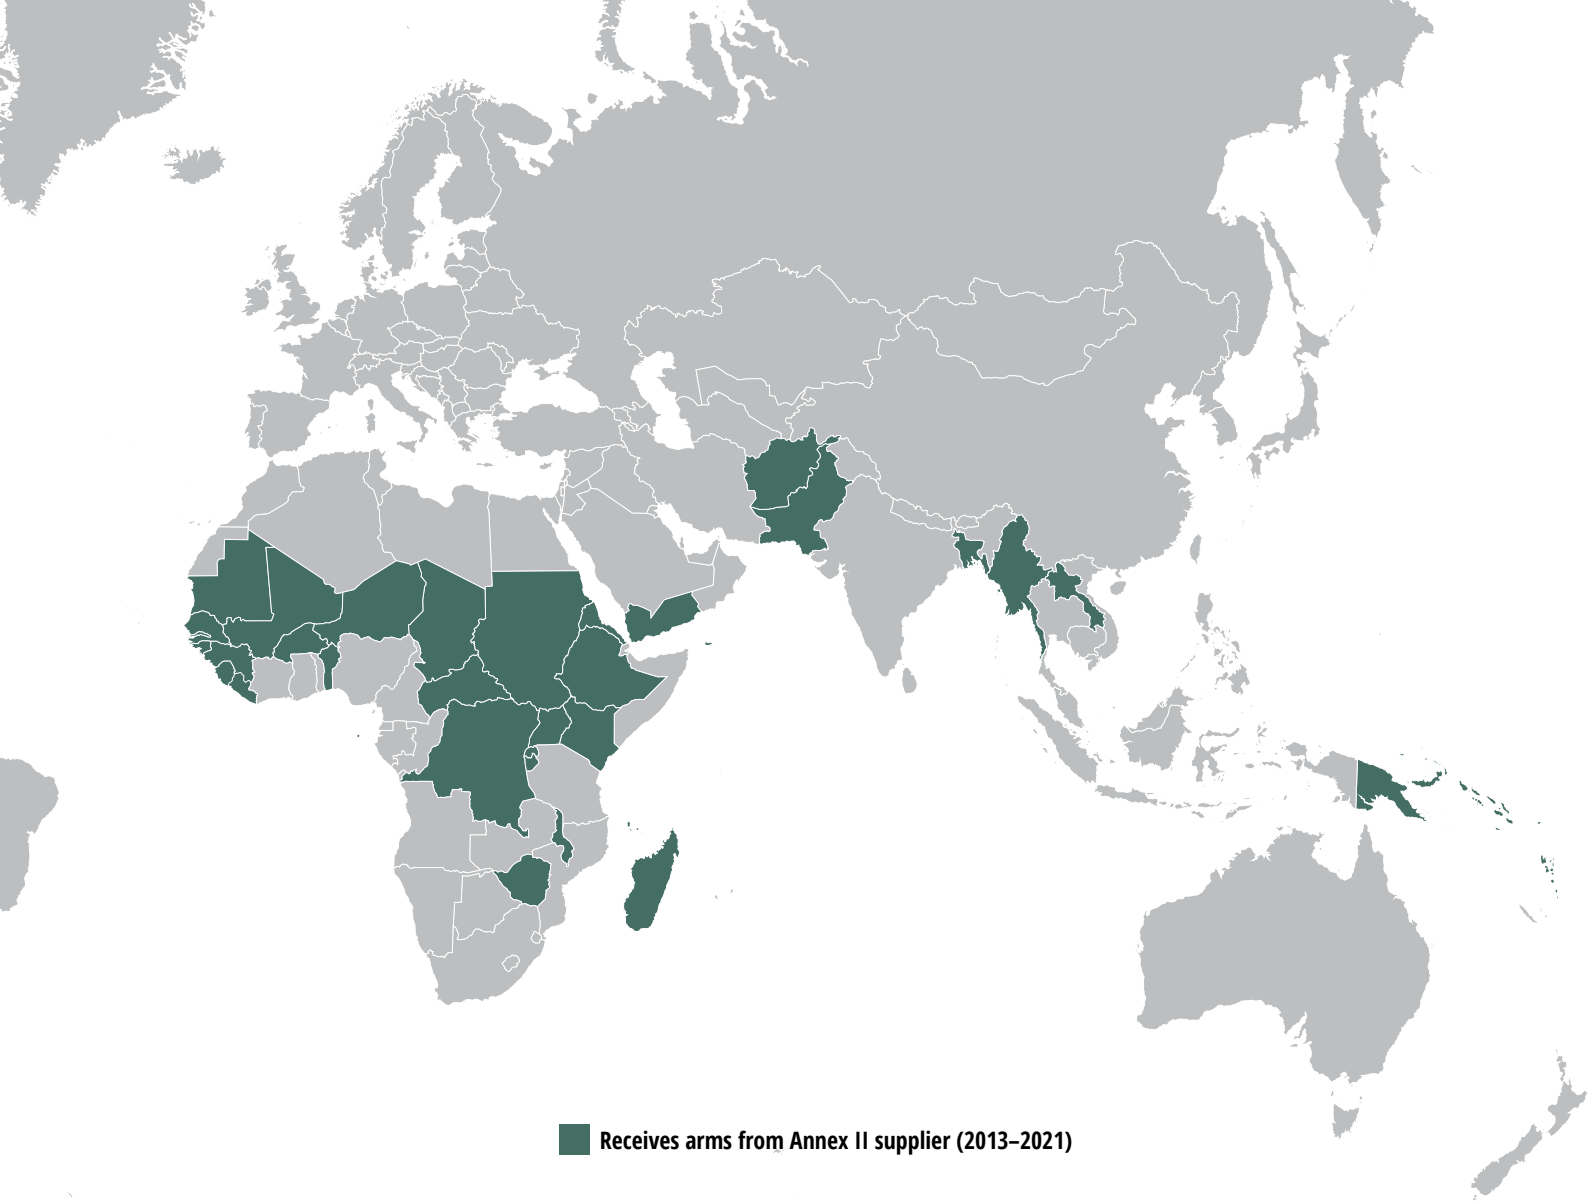 Receives arms from Annex II supplier (2013–2021)